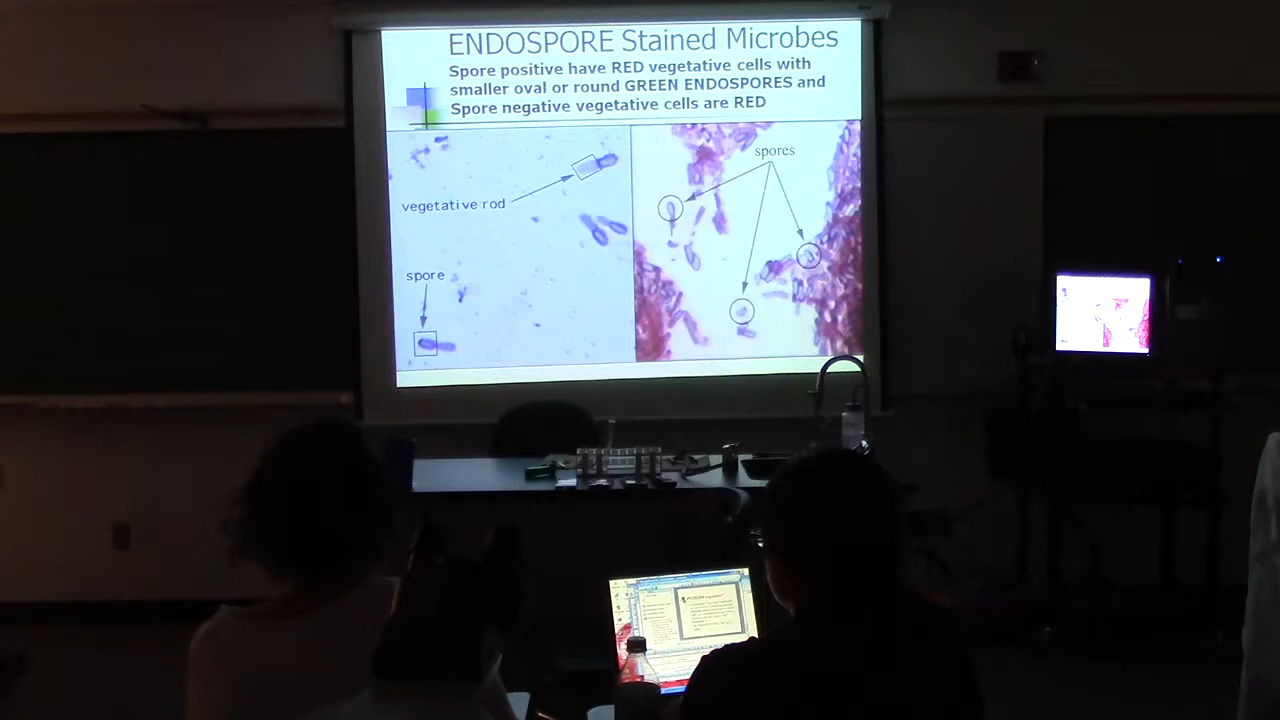 ENDOSPORE Stained Microbes
Spore positive have RED vegetative cells with
smaller oval or round GREEN ENDOSPORES and
Spore negative vegetative cells are RED
spores
vegetative rod
spore